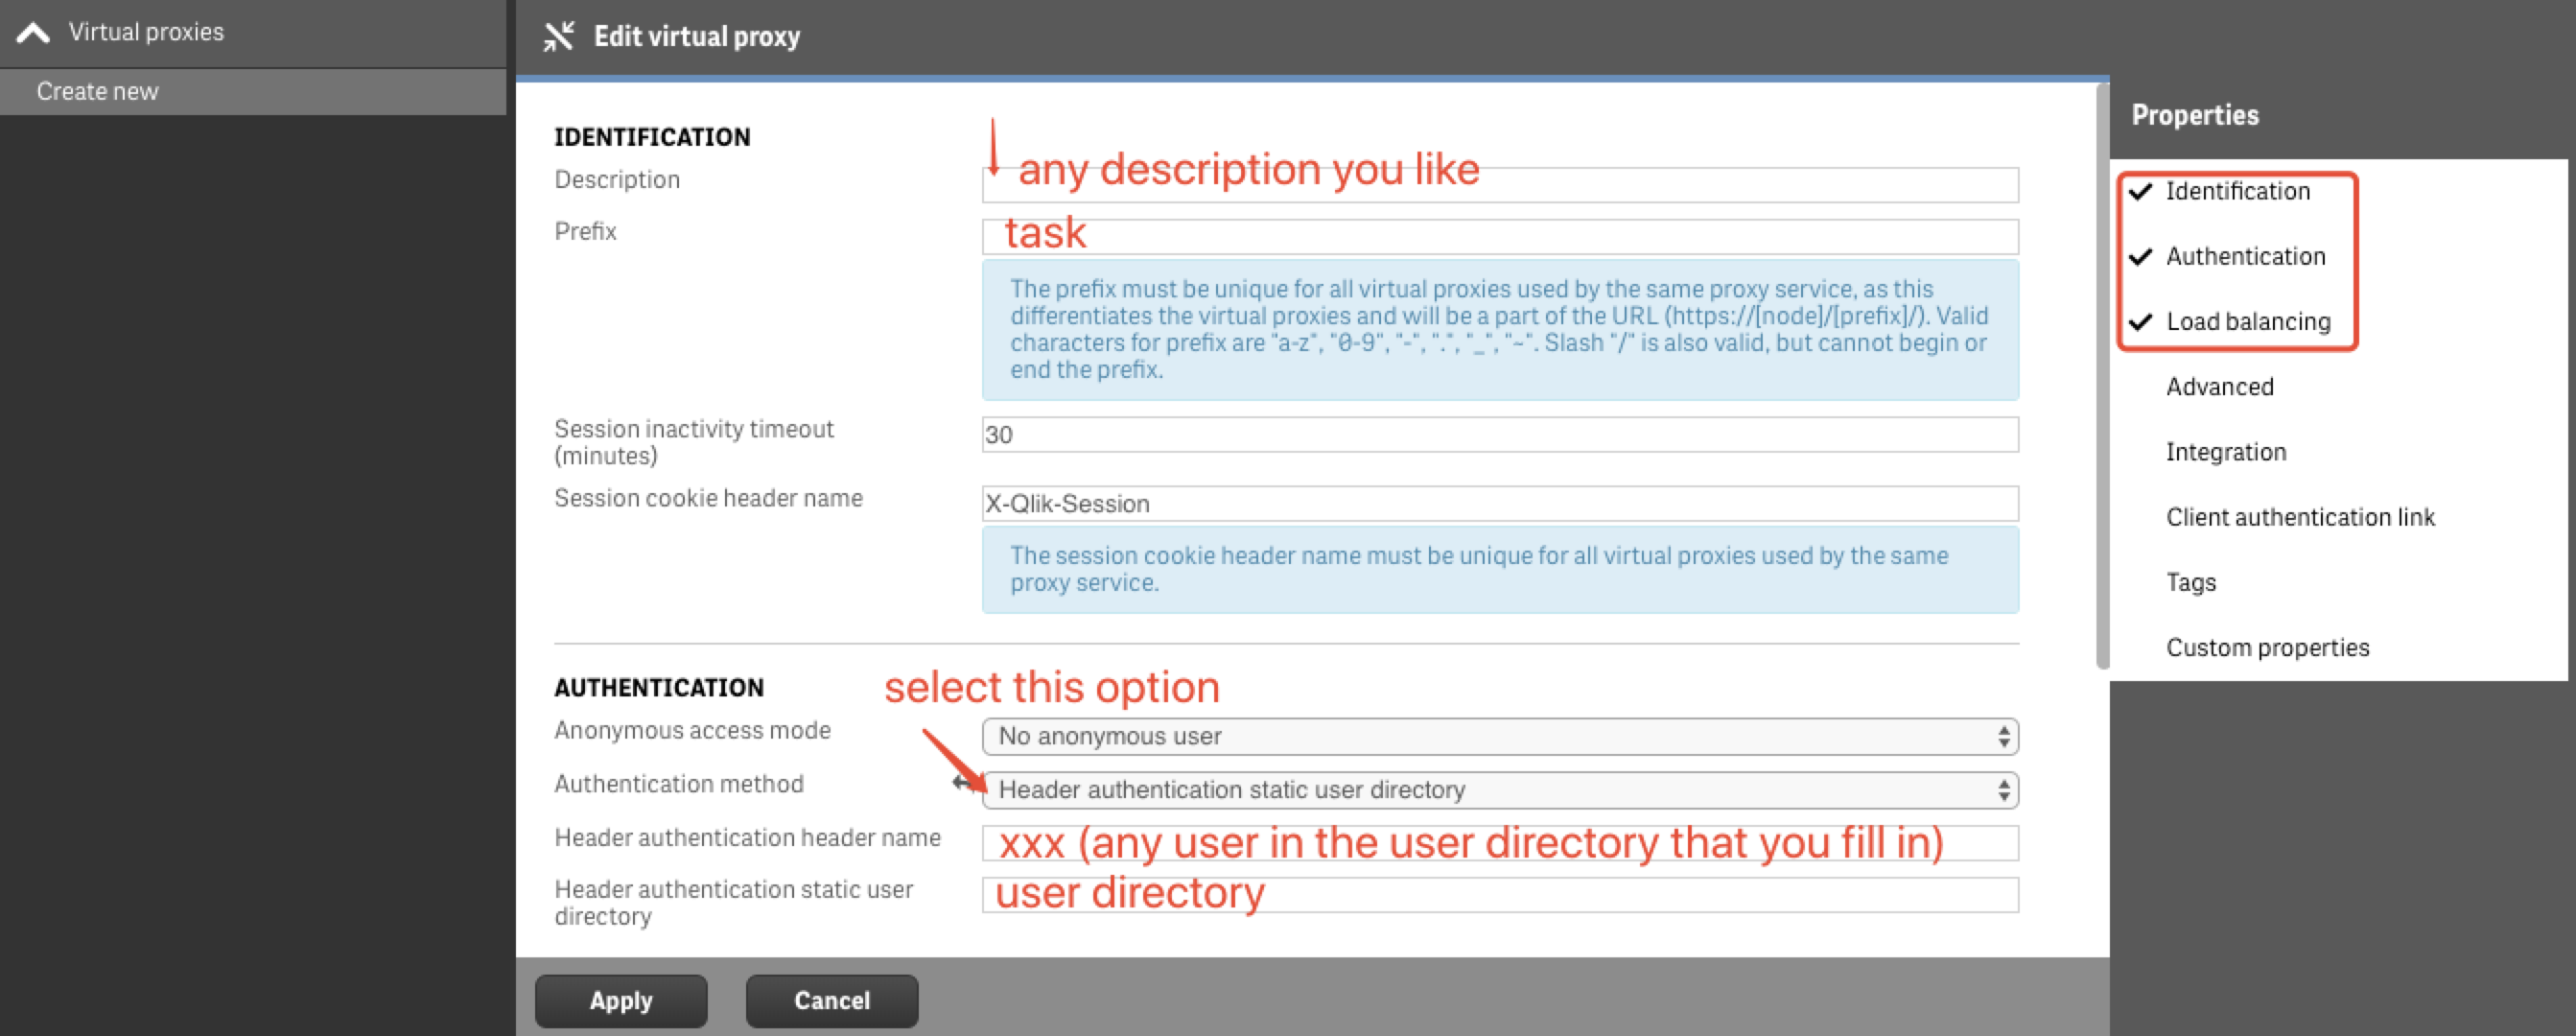 Virtual proxies
Create new
Edit virtual proxy
IDENTIFICATION
Description
any description you like
Prefix
task
The prefix must be unique for all virtual proxies used by the same proxy service, as this
differentiates the virtual proxies and will be a part of the URL (https://[node]/[prefix]/). Valid
characters for prefix are "a-z", "0-9", "-", ".", "_", "~". Slash "/" is also valid, but cannot begin or
end the prefix.
Session inactivity timeout
(minutes)
30
Session cookie header name
X-Qlik-Session
The session cookie header name must be unique for all virtual proxies used by the same
proxy service.
AUTHENTICATION
select this option
Anonymous access mode
No anonymous user
Authentication method
Header authentication static user directory
Header authentication header name
xxx (any user in the user directory that you fill in)
Header authentication static user
directory
user directory
Apply
Cancel
Properties
Identification
Authentication
Load balancing
Advanced
Integration
Client authentication link
Tags
Custom properties